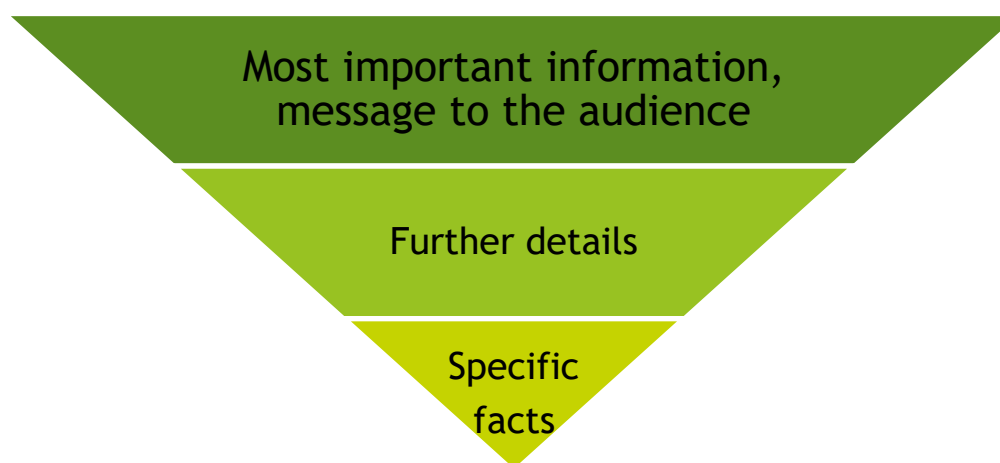 Most important information,
message to the audience
Further details
Specific
facts